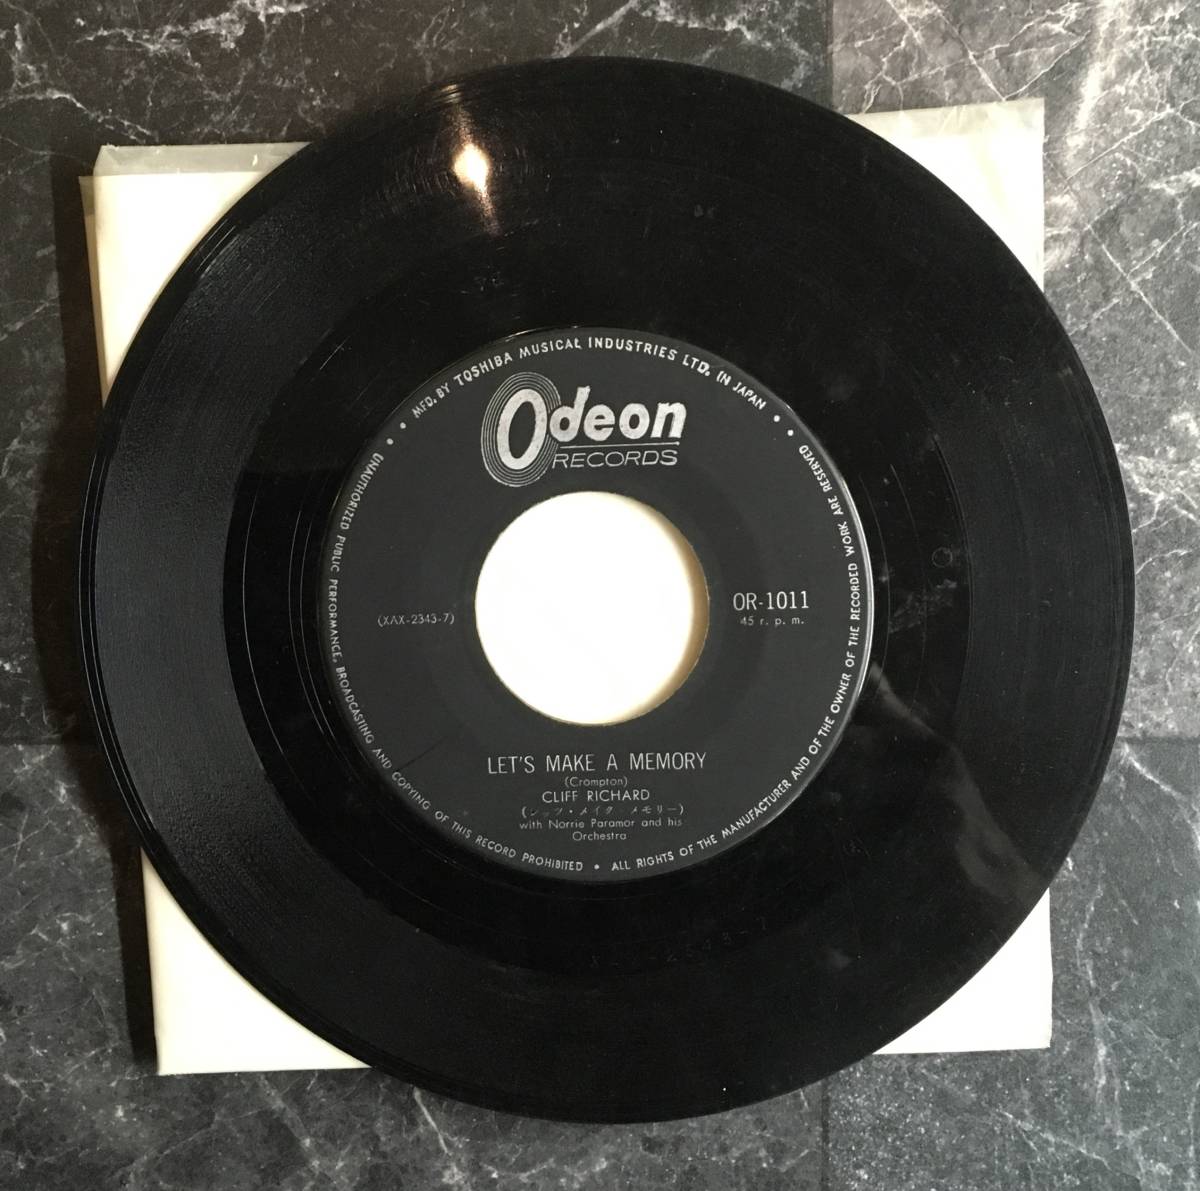 MFD. BY TOSHIBA MUSICAL INDUSTRIES LTD. IN JAPAN
Odeon
RECORDS
(XAX-2343-7)
OR-1011
45 r. p. m.
LET'S MAKE A MEMORY
(Crompton)
CLIFF RICHARD
(レッツ・メイク メモリー)
with Norrie Paramor and his
Orchestra
UNAUTHORIZED PUBLIC PERFORMANCE, BROADCASTING AND COPYING OF THIS RECORD PROHIBITED • ALL RIGHTS OF THE MANUFACTURER AND OF THE OWNER OF THE RECORDED WORK ARE RESERVED